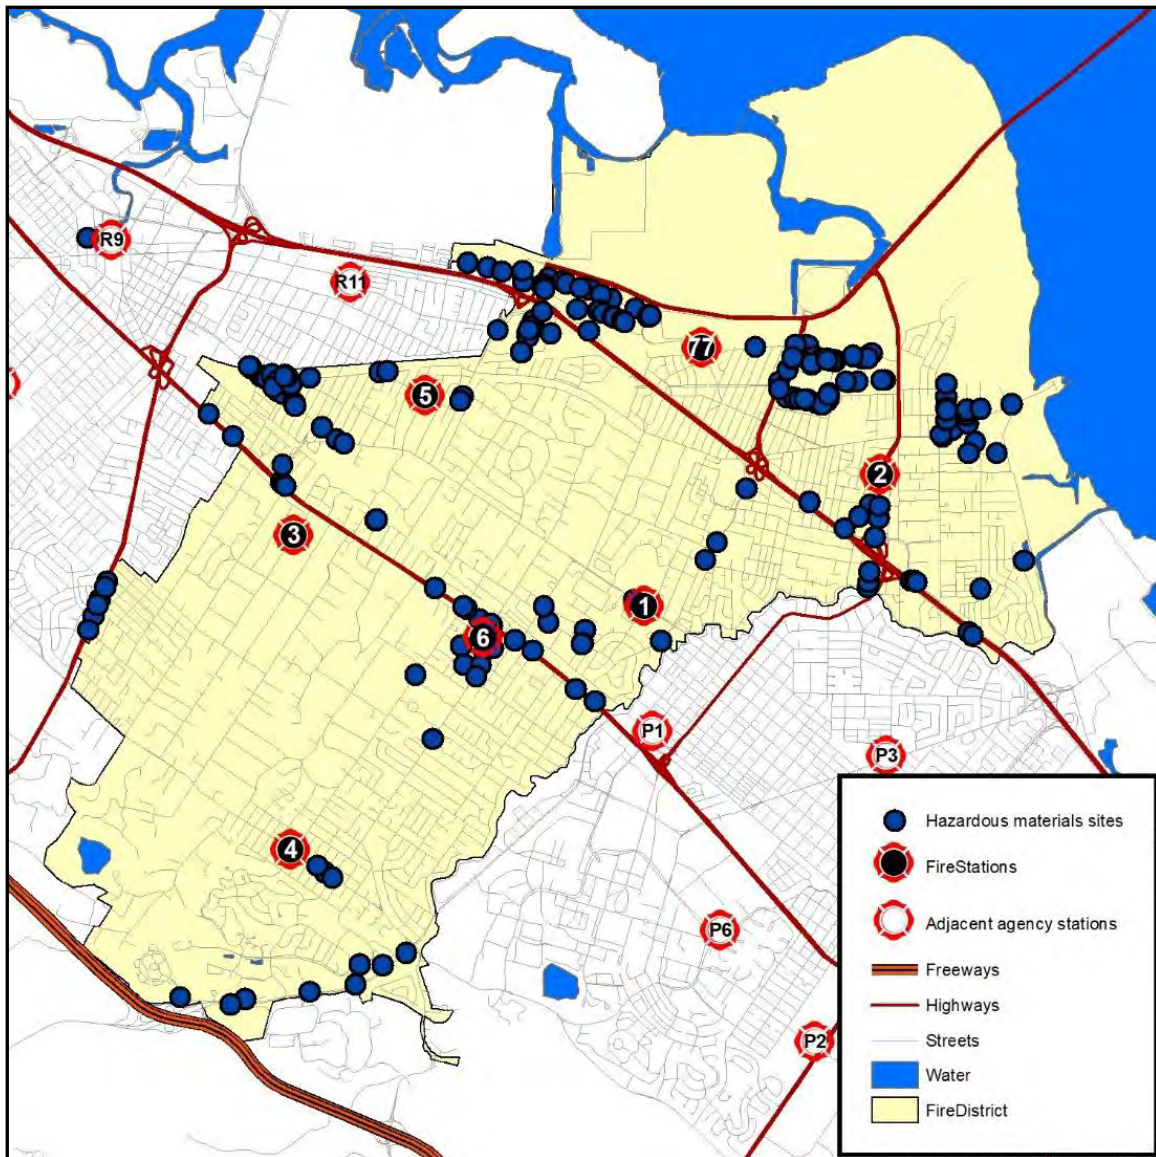 R9
R11
77
5
2
3
1
6
P1
P3
4
P6
P2
Hazardous materials sites
FireStations
Adjacent agency stations
Freeways
Highways
Streets
Water
FireDistrict